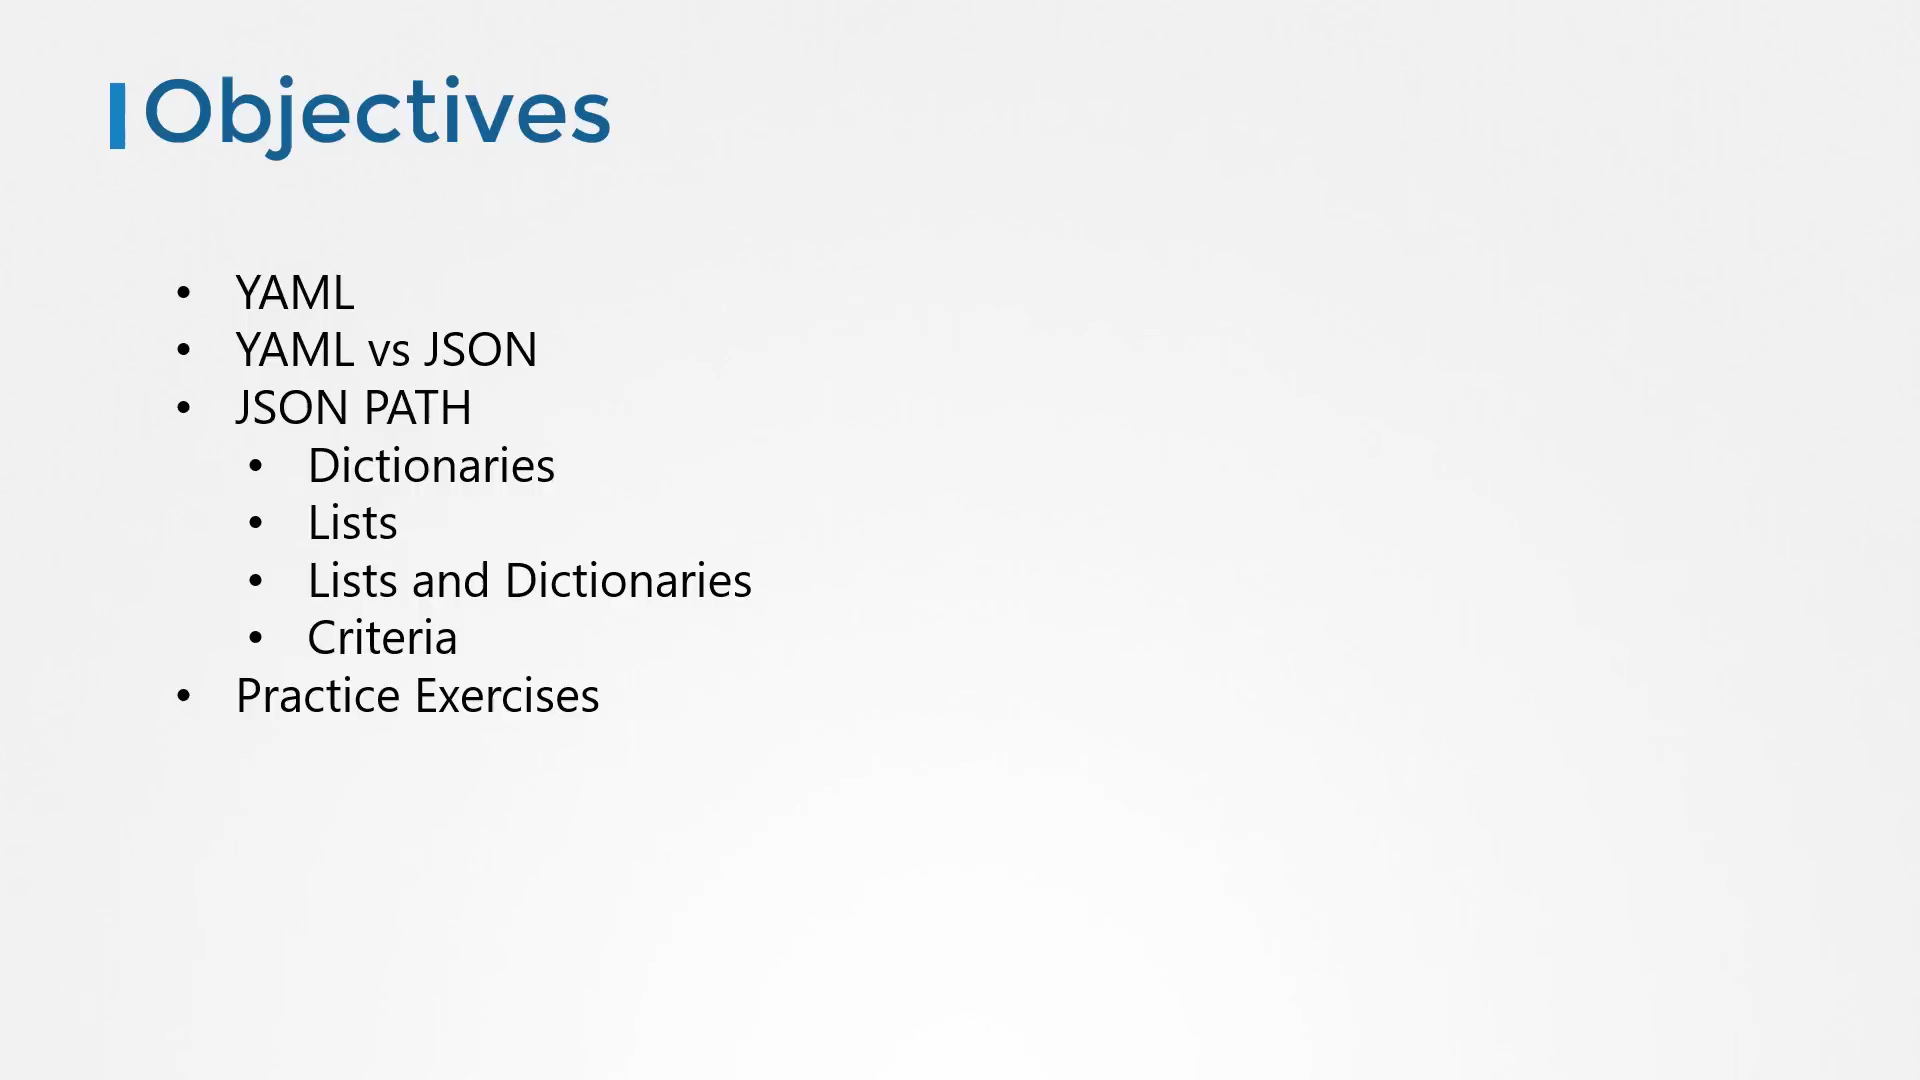 Objectives
• YAML
• YAML vs JSON
• JSON PATH
• Dictionaries
• Lists
• Lists and Dictionaries
• Criteria
• Practice Exercises